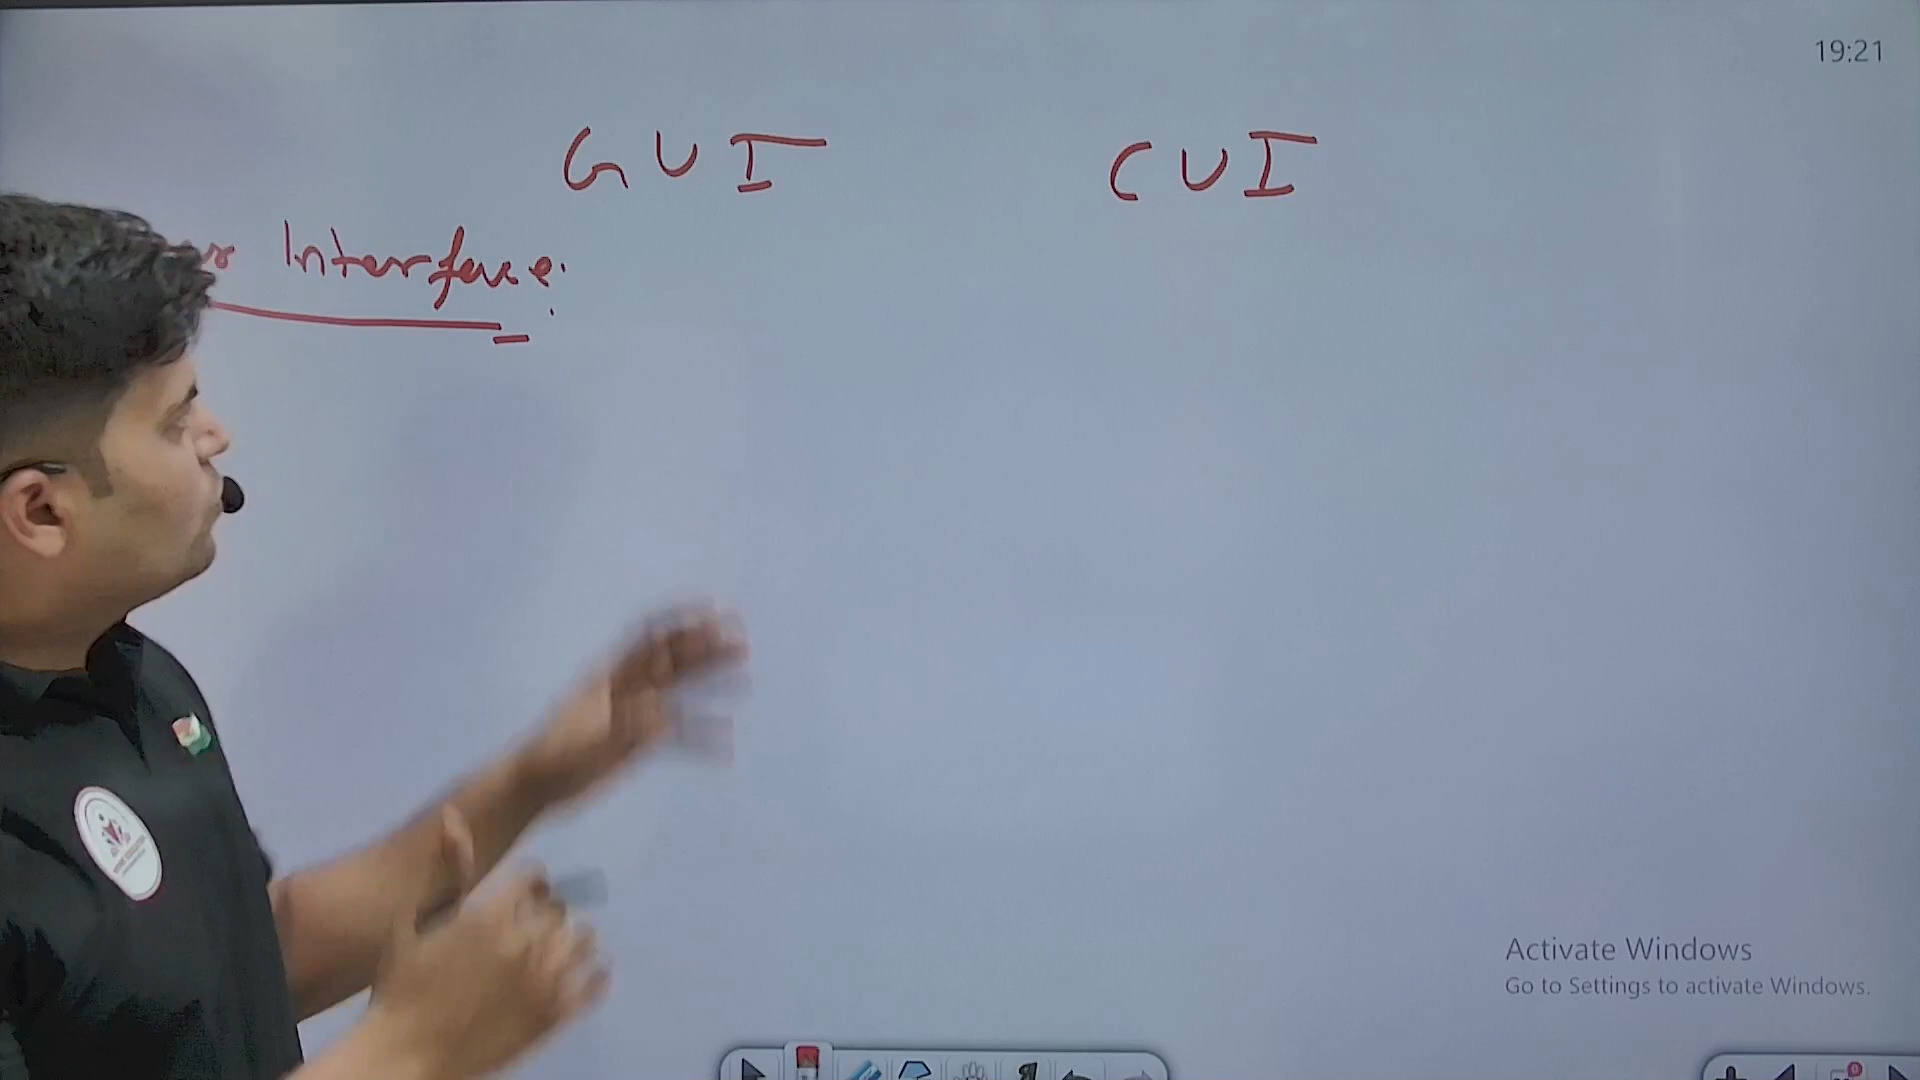 19:21
GUI CUI
Interface:
Activate Windows
Go to Settings to activate Windows.